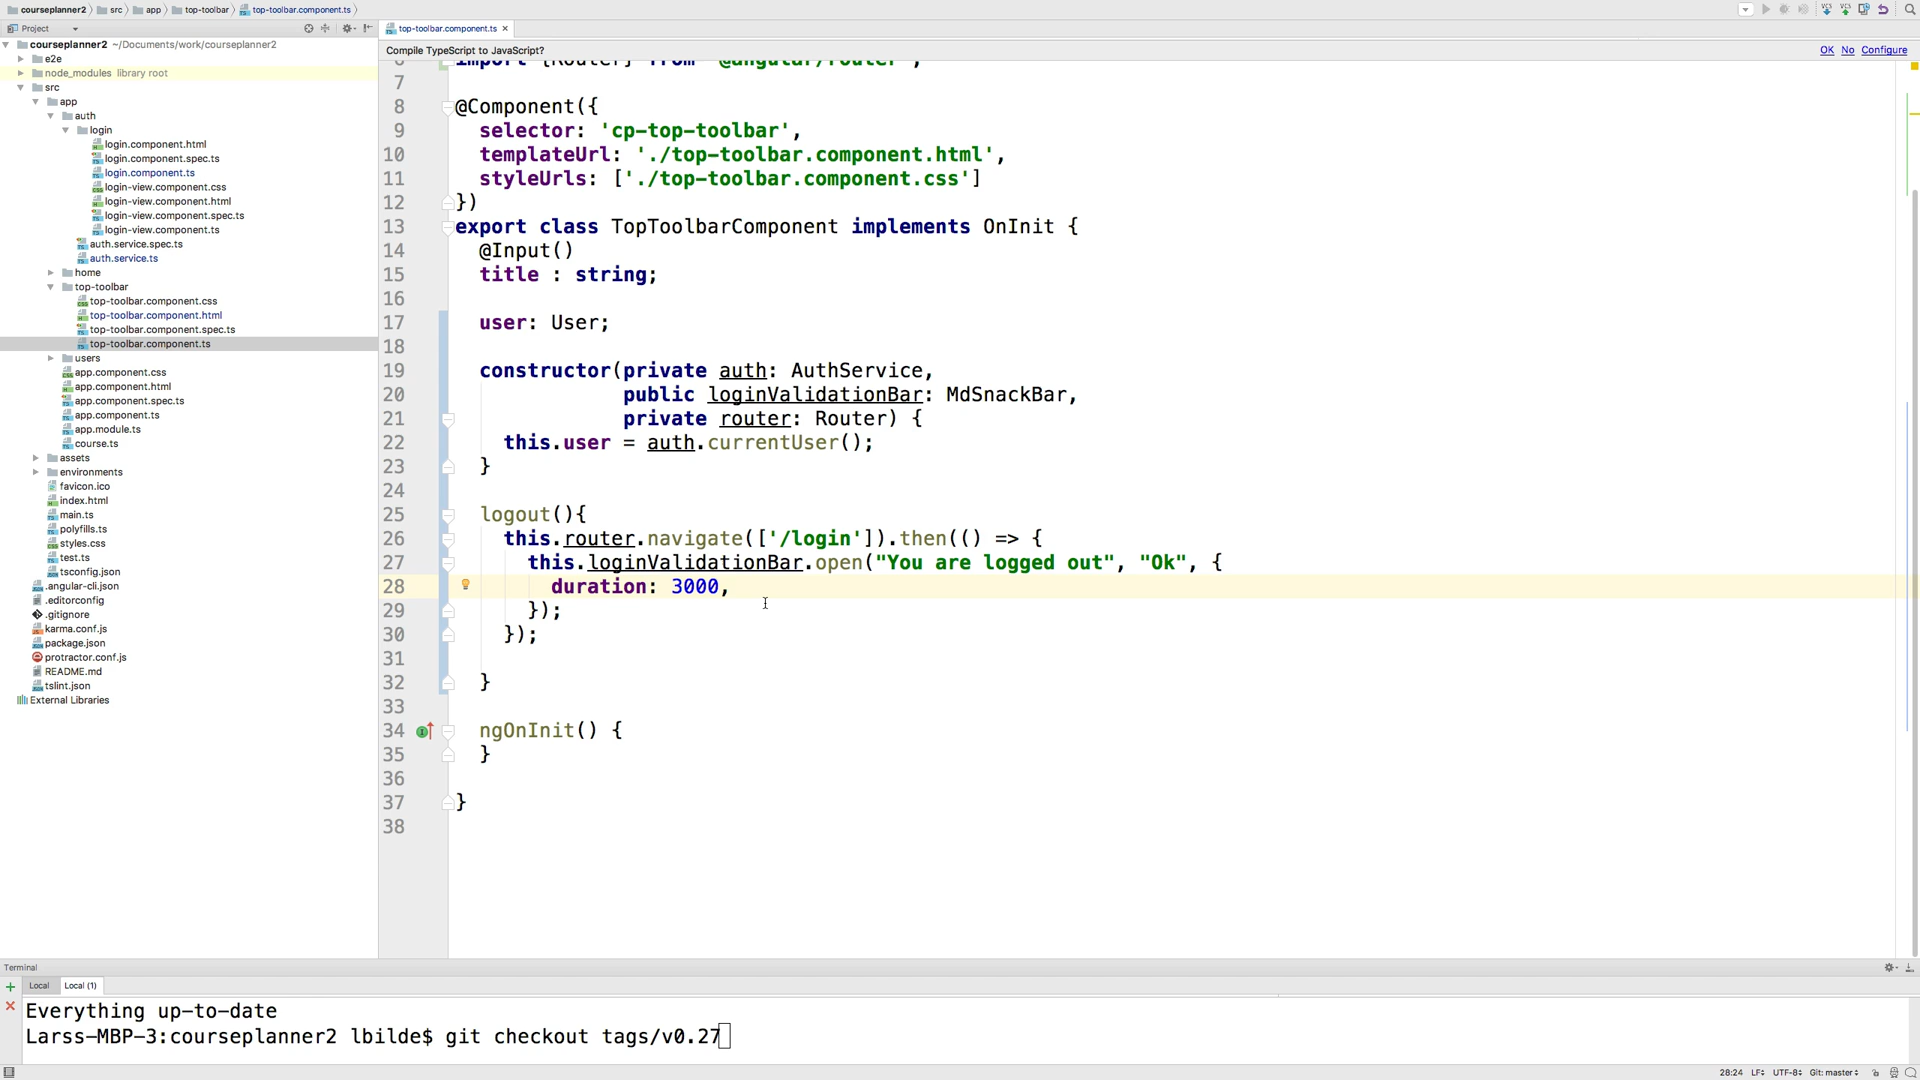 courseplanner2 src app top-toolbar top-toolbar.component.ts
Project
top-toolbar.component.ts
courseplanner2 ~/Documents/work/courseplanner2
e2e
node_modules library root
src
app
auth
login
login.component.html
login.component.spec.ts
login.component.ts
login-view.component.css
login-view.component.html
login-view.component.spec.ts
login-view.component.ts
auth.service.spec.ts
auth.service.ts
home
top-toolbar
top-toolbar.component.css
top-toolbar.component.html
top-toolbar.component.spec.ts
top-toolbar.component.ts
users
app.component.css
app.component.html
app.component.spec.ts
app.component.ts
app.module.ts
course.ts
assets
environments
favicon.ico
index.html
main.ts
polyfills.ts
styles.css
test.ts
tsconfig.json
.angular-cli.json
.editorconfig
.gitignore
karma.conf.js
package.json
protractor.conf.js
README.md
tslint.json
External Libraries
Compile TypeScript to JavaScript?
OK No Configure
6 import {Router} from "@angular/router";
7
8 @Component({
9 selector: 'cp-top-toolbar',
10 templateUrl: './top-toolbar.component.html',
11 styleUrls: ['./top-toolbar.component.css']
12 })
13 export class TopToolbarComponent implements OnInit {
14 @Input()
15 title : string;
16
17 user: User;
18
19 constructor(private auth: AuthService,
20 public loginValidationBar: MdSnackBar,
21 private router: Router) {
22 this.user = auth.currentUser();
23 }
24
25 logout(){
26 this.router.navigate(['/login']).then(() => {
27 this.loginValidationBar.open("You are logged out", "Ok", {
28 duration: 3000,
29 });
30 });
31
32 }
33
34 ngOnInit() {
35 }
36
37 }
38
Terminal
Local Local (1)
Everything up-to-date
Larss-MBP-3:courseplanner2 lbilde$ git checkout tags/v0.27
28:24 LF÷ UTF-8÷ Git: master÷